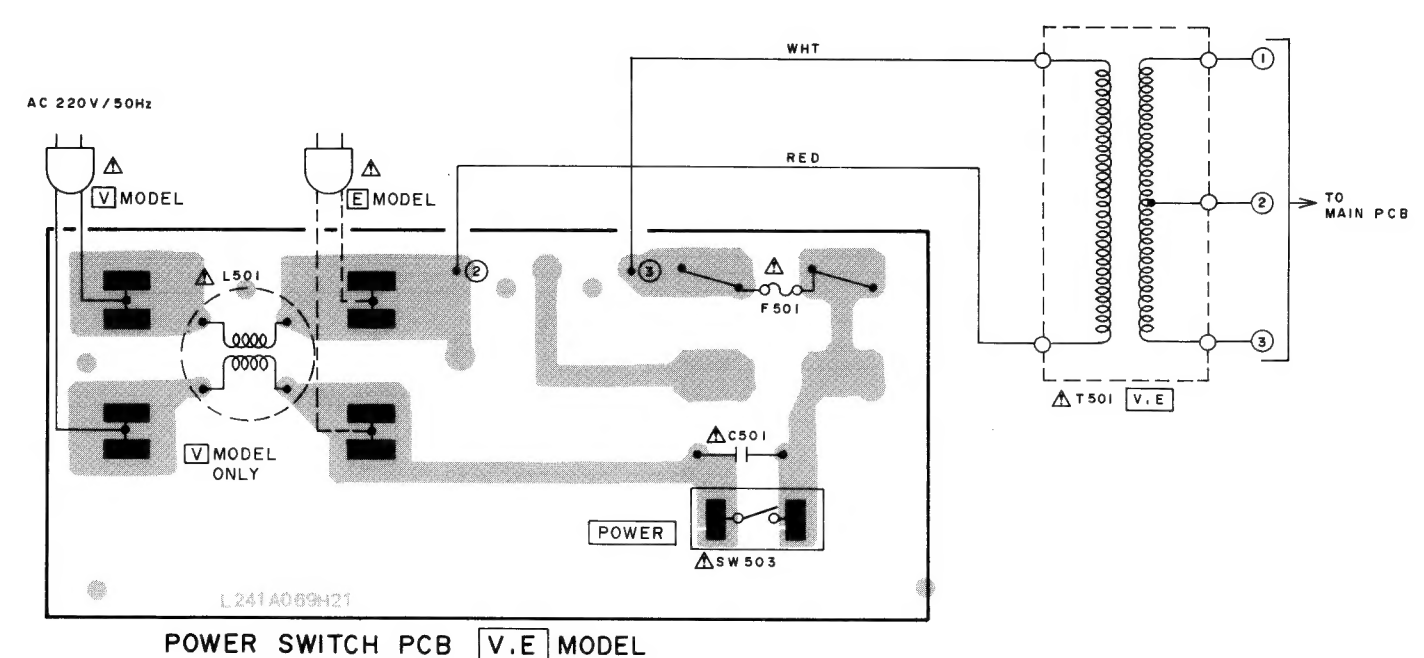 WHT
AC 220V/50Hz
RED
V MODEL
E MODEL
1
2
3
TO
MAIN PCB
L501
2
3
F501
T501 V.E
C501
V MODEL
ONLY
POWER
SW503
L241A069H21
POWER SWITCH PCB V.E MODEL